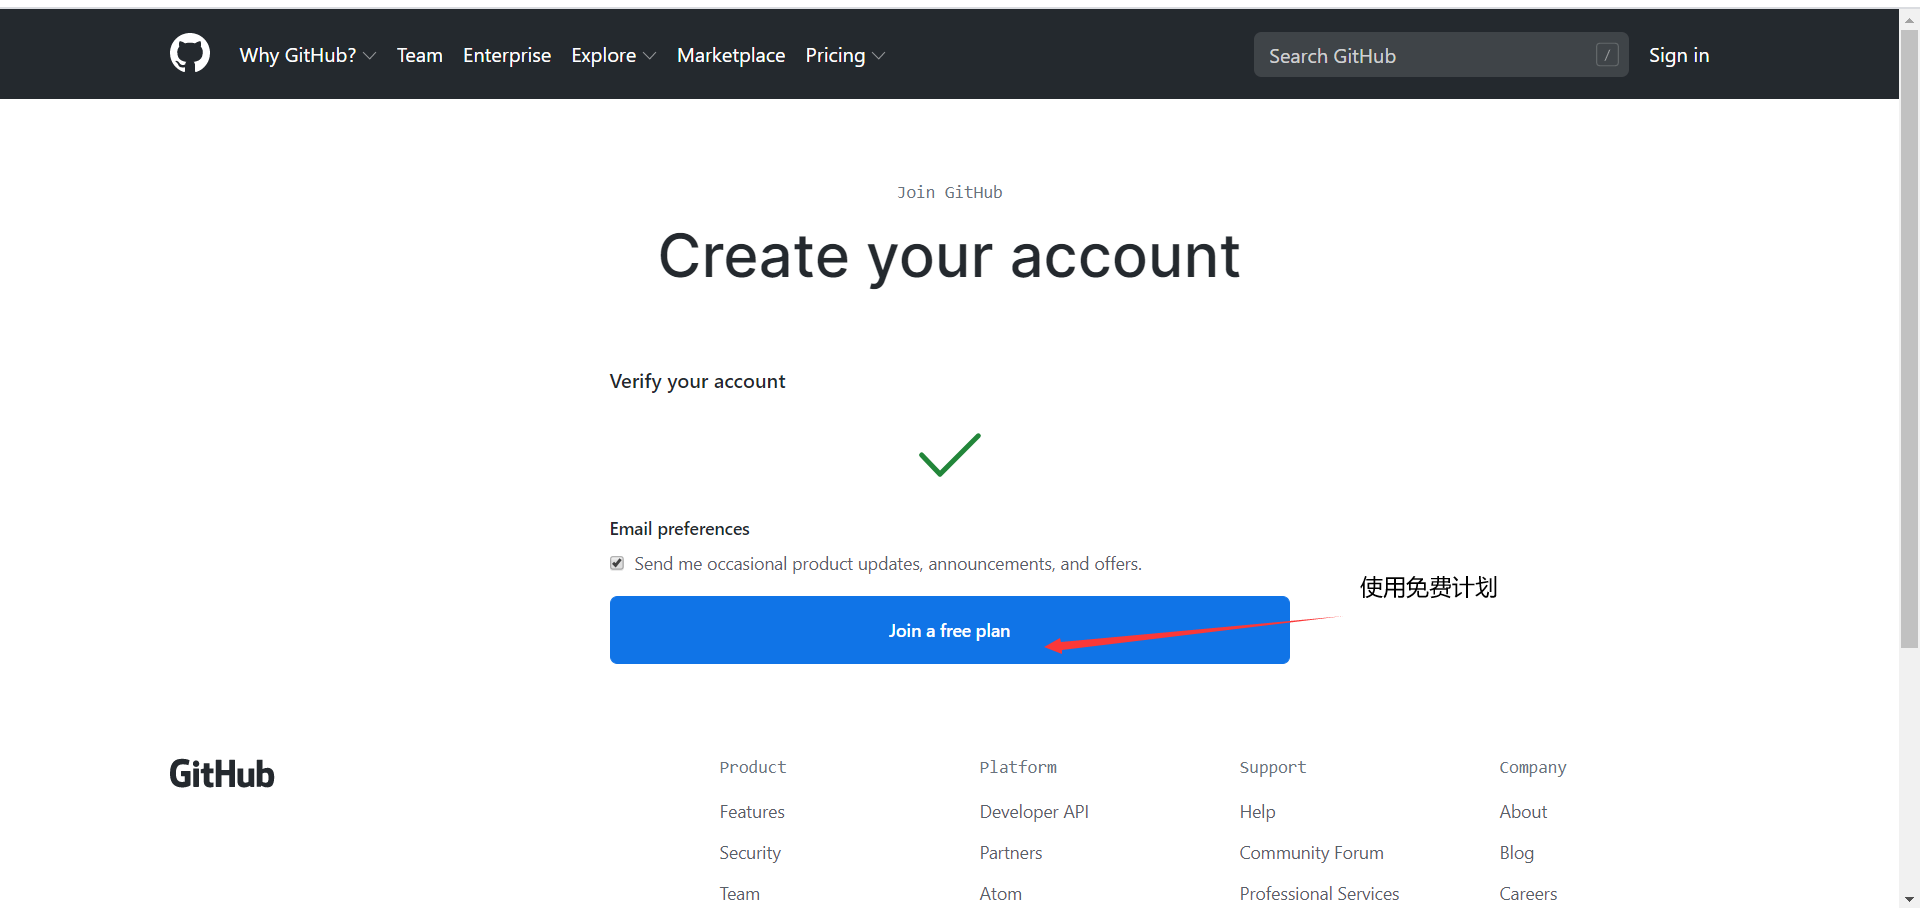 Why GitHub? Team Enterprise Explore Marketplace Pricing Search GitHub / Sign in
Join GitHub
Create your account
Verify your account
Email preferences
Send me occasional product updates, announcements, and offers.
使用免费计划
Join a free plan
GitHub
Product Platform Support Company
Features Developer API Help About
Security Partners Community Forum Blog
Team Atom Professional Services Careers